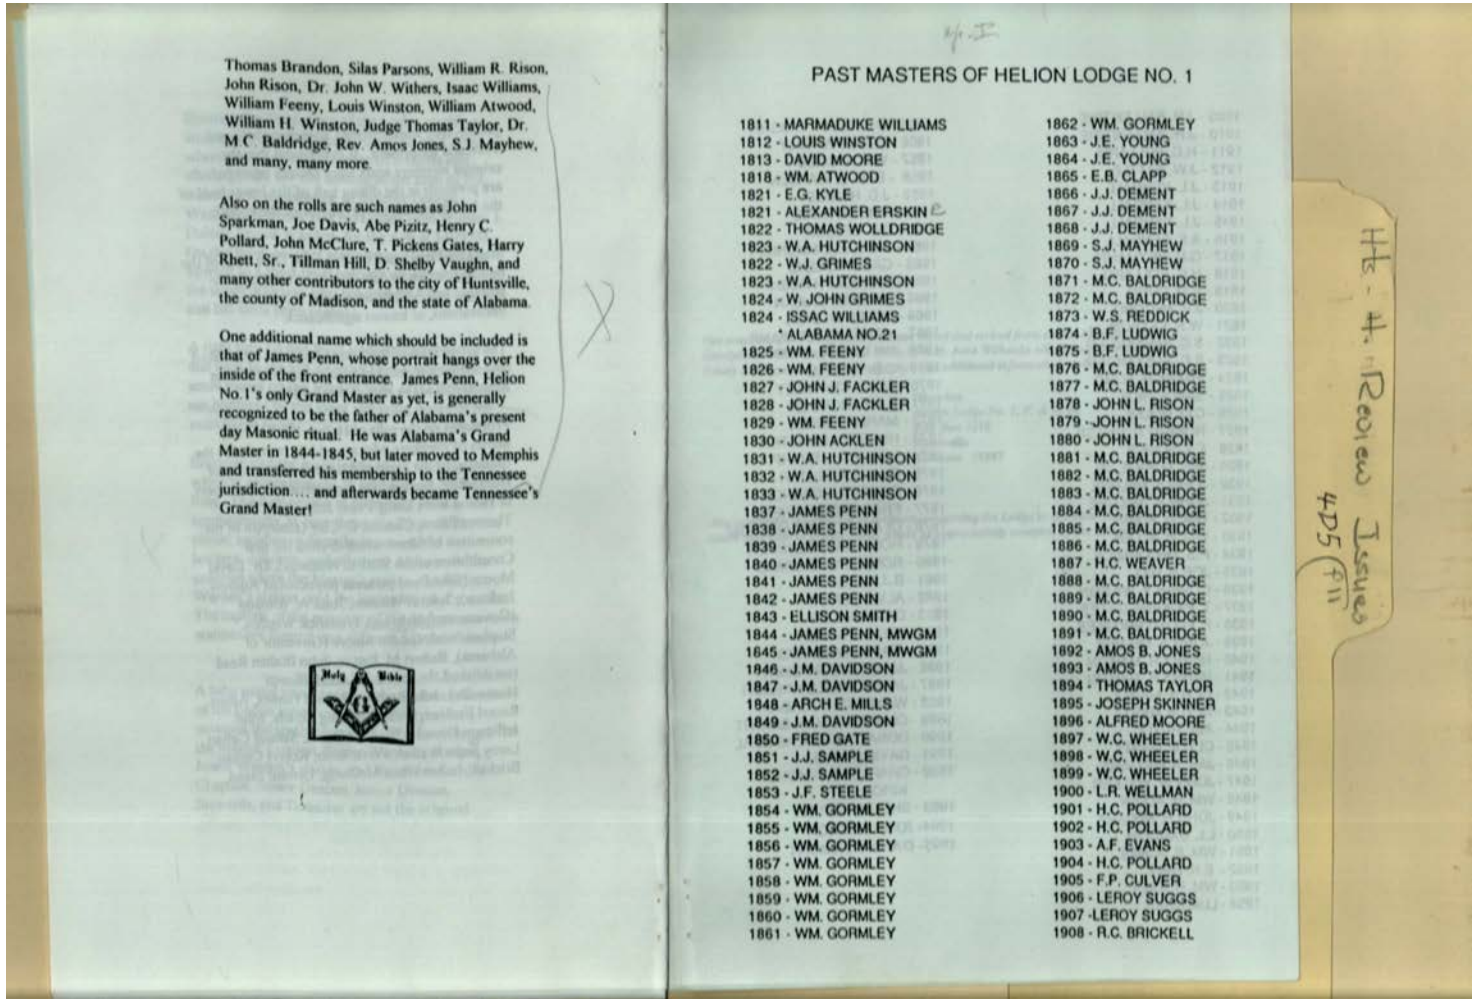 Thomas Brandon, Silas Parsons, William R. Rison,
John Rison, Dr. John W. Withers, Isaac Williams,
William Feeny, Louis Winston, William Atwood,
William H. Winston, Judge Thomas Taylor, Dr.
M.C. Baldridge, Rev. Amos Jones, S.J. Mayhew,
and many, many more.
Also on the rolls are such names as John
Sparkman, Joe Davis, Abe Pizitz, Henry C.
Pollard, John McClure, T. Pickens Gates, Harry
Rhett, Sr., Tillman Hill, D. Shelby Vaughn, and
many other contributors to the city of Huntsville,
the county of Madison, and the state of Alabama.
One additional name which should be included is
that of James Penn, whose portrait hangs over the
inside of the front entrance. James Penn, Helion
No.1's only Grand Master as yet, is generally
recognized to be the father of Alabama's present
day Masonic ritual. He was Alabama's Grand
Master in 1844-1845, but later moved to Memphis
and transferred his membership to the Tennessee
jurisdiction.... and afterwards became Tennessee's
Grand Master!
Holy Bible
G
PAST MASTERS OF HELION LODGE NO. 1
1811 - MARMADUKE WILLIAMS
1812 - LOUIS WINSTON
1813 - DAVID MOORE
1818 - WM. ATWOOD
1821 - E.G. KYLE
1821 - ALEXANDER ERSKIN e
1822 - THOMAS WOLLDRIDGE
1823 - W.A. HUTCHINSON
1822 - W.J. GRIMES
1823 - W.A. HUTCHINSON
1824 - W. JOHN GRIMES
1824 - ISSAC WILLIAMS
* ALABAMA NO.21
1825 - WM. FEENY
1826 - WM. FEENY
1827 - JOHN J. FACKLER
1828 - JOHN J. FACKLER
1829 - WM. FEENY
1830 - JOHN ACKLEN
1831 - W.A. HUTCHINSON
1832 - W.A. HUTCHINSON
1833 - W.A. HUTCHINSON
1837 - JAMES PENN
1838 - JAMES PENN
1839 - JAMES PENN
1840 - JAMES PENN
1841 - JAMES PENN
1842 - JAMES PENN
1843 - ELLISON SMITH
1844 - JAMES PENN, MWGM
1845 - JAMES PENN, MWGM
1846 - J.M. DAVIDSON
1847 - J.M. DAVIDSON
1848 - ARCH E. MILLS
1849 - J.M. DAVIDSON
1850 - FRED GATE
1851 - J.J. SAMPLE
1852 - J.J. SAMPLE
1853 - J.F. STEELE
1854 - WM. GORMLEY
1855 - WM. GORMLEY
1856 - WM. GORMLEY
1857 - WM. GORMLEY
1858 - WM. GORMLEY
1859 - WM. GORMLEY
1860 - WM. GORMLEY
1861 - WM. GORMLEY
1862 - WM. GORMLEY
1863 - J.E. YOUNG
1864 - J.E. YOUNG
1865 - E.B. CLAPP
1866 - J.J. DEMENT
1867 - J.J. DEMENT
1868 - J.J. DEMENT
1869 - S.J. MAYHEW
1870 - S.J. MAYHEW
1871 - M.C. BALDRIDGE
1872 - M.C. BALDRIDGE
1873 - W.S. REDDICK
1874 - B.F. LUDWIG
1875 - B.F. LUDWIG
1876 - M.C. BALDRIDGE
1877 - M.C. BALDRIDGE
1878 - JOHN L. RISON
1879 - JOHN L. RISON
1880 - JOHN L. RISON
1881 - M.C. BALDRIDGE
1882 - M.C. BALDRIDGE
1883 - M.C. BALDRIDGE
1884 - M.C. BALDRIDGE
1885 - M.C. BALDRIDGE
1886 - M.C. BALDRIDGE
1887 - H.C. WEAVER
1888 - M.C. BALDRIDGE
1889 - M.C. BALDRIDGE
1890 - M.C. BALDRIDGE
1891 - M.C. BALDRIDGE
1892 - AMOS B. JONES
1893 - AMOS B. JONES
1894 - THOMAS TAYLOR
1895 - JOSEPH SKINNER
1896 - ALFRED MOORE
1897 - W.C. WHEELER
1898 - W.C. WHEELER
1899 - W.C. WHEELER
1900 - L.R. WELLMAN
1901 - H.C. POLLARD
1902 - H.C. POLLARD
1903 - A.F. EVANS
1904 - H.C. POLLARD
1905 - F.P. CULVER
1906 - LEROY SUGGS
1907 -LEROY SUGGS
1908 - R.C. BRICKELL
H. Review Issues
4D5